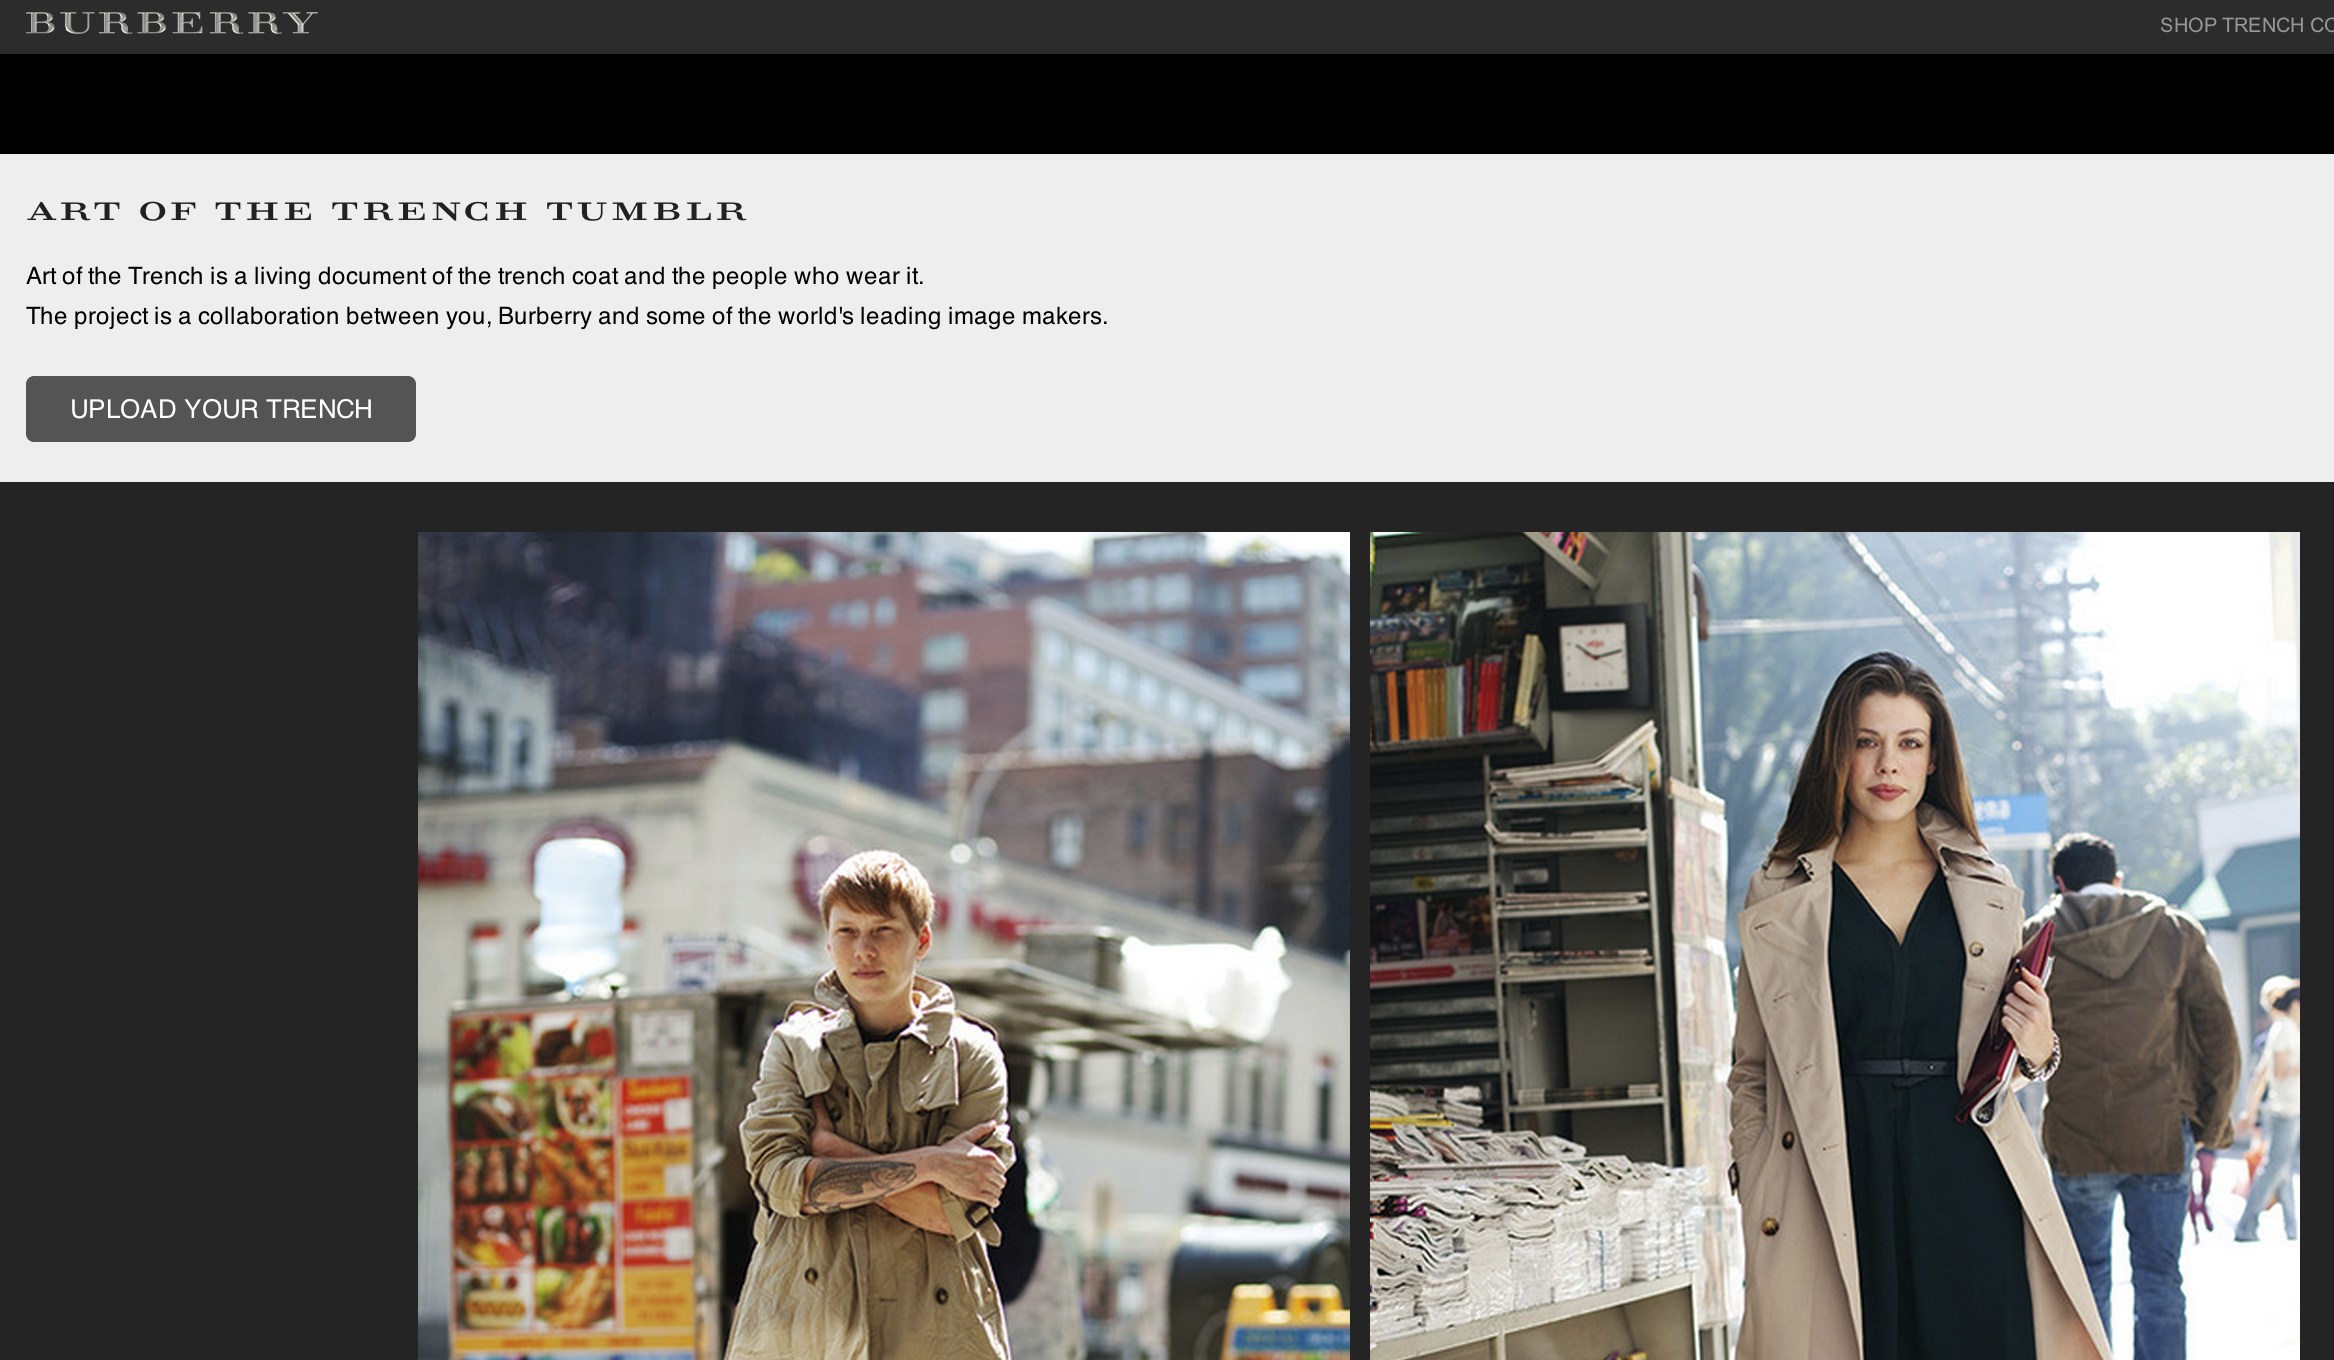 BURBERRY
SHOP TRENCH CO
ART OF THE TRENCH TUMBLR
Art of the Trench is a living document of the trench coat and the people who wear it.
The project is a collaboration between you, Burberry and some of the world's leading image makers.
UPLOAD YOUR TRENCH